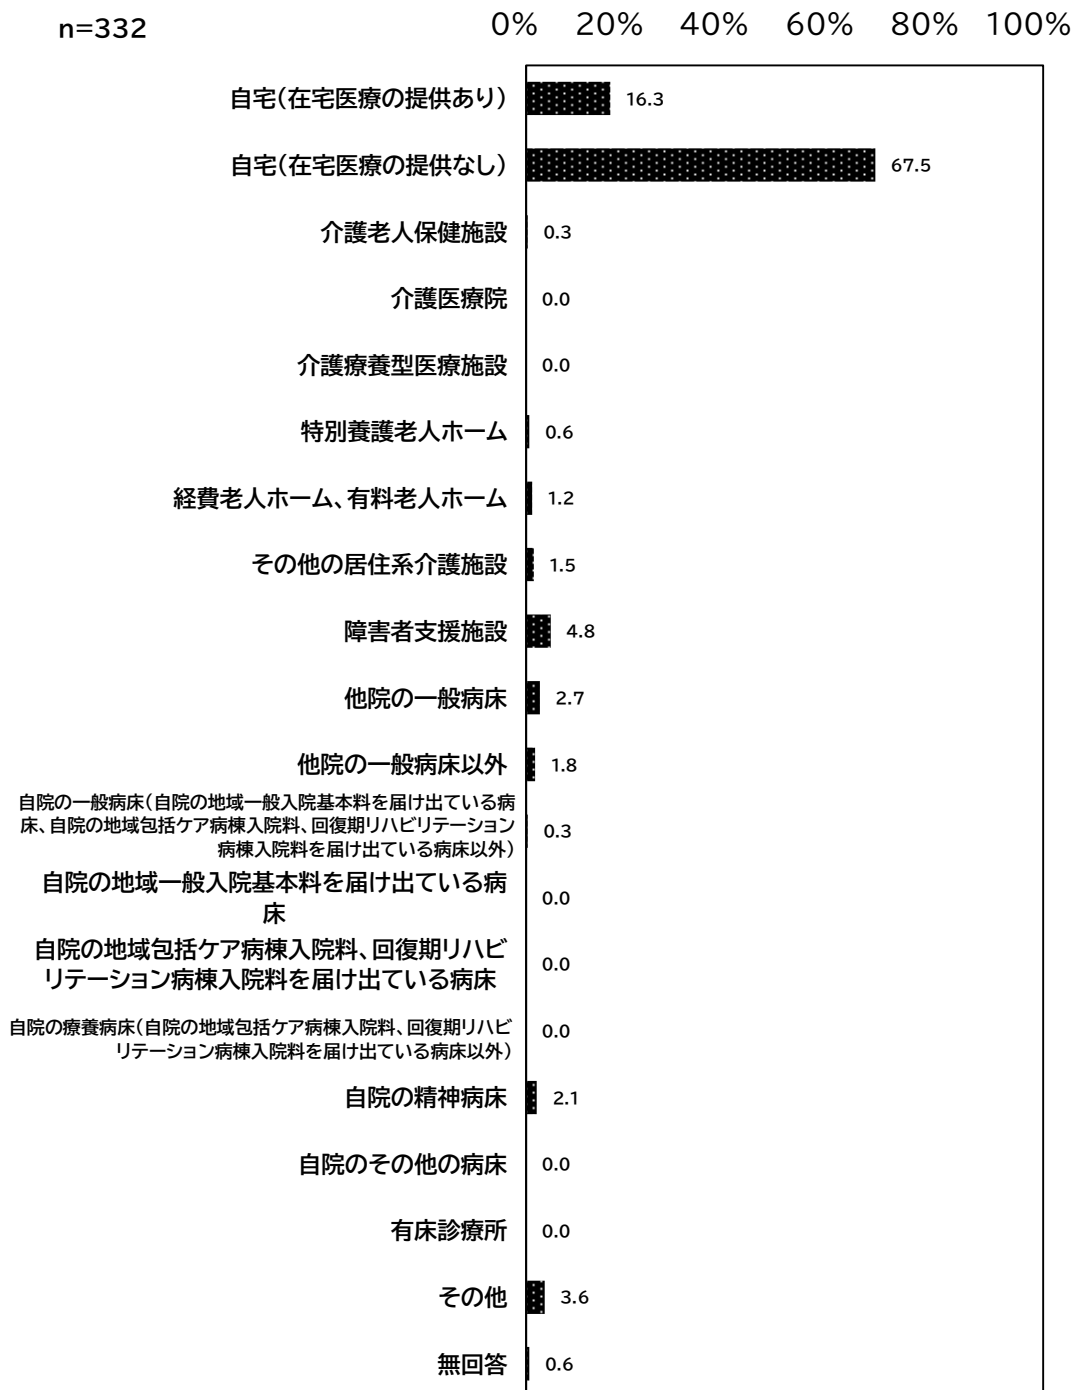 n=332
0% 20% 40% 60% 80% 100%
自宅(在宅医療の提供あり) 16.3
自宅(在宅医療の提供なし) 67.5
介護老人保健施設 0.3
介護医療院 0.0
介護療養型医療施設 0.0
特別養護老人ホーム 0.6
経費老人ホーム、有料老人ホーム 1.2
その他の居住系介護施設 1.5
障害者支援施設 4.8
他院の一般病床 2.7
他院の一般病床以外 1.8
自院の一般病床(自院の地域一般入院基本料を届け出ている病
床、自院の地域包括ケア病棟入院料、回復期リハビリテーション
病棟入院料を届け出ている病床以外)
0.3
自院の地域一般入院基本料を届け出ている病
床
0.0
自院の地域包括ケア病棟入院料、回復期リハビ
リテーション病棟入院料を届け出ている病床
0.0
自院の療養病床(自院の地域包括ケア病棟入院料、回復期リハビ
リテーション病棟入院料を届け出ている病床以外)
0.0
自院の精神病床 2.1
自院のその他の病床 0.0
有床診療所 0.0
その他 3.6
無回答 0.6